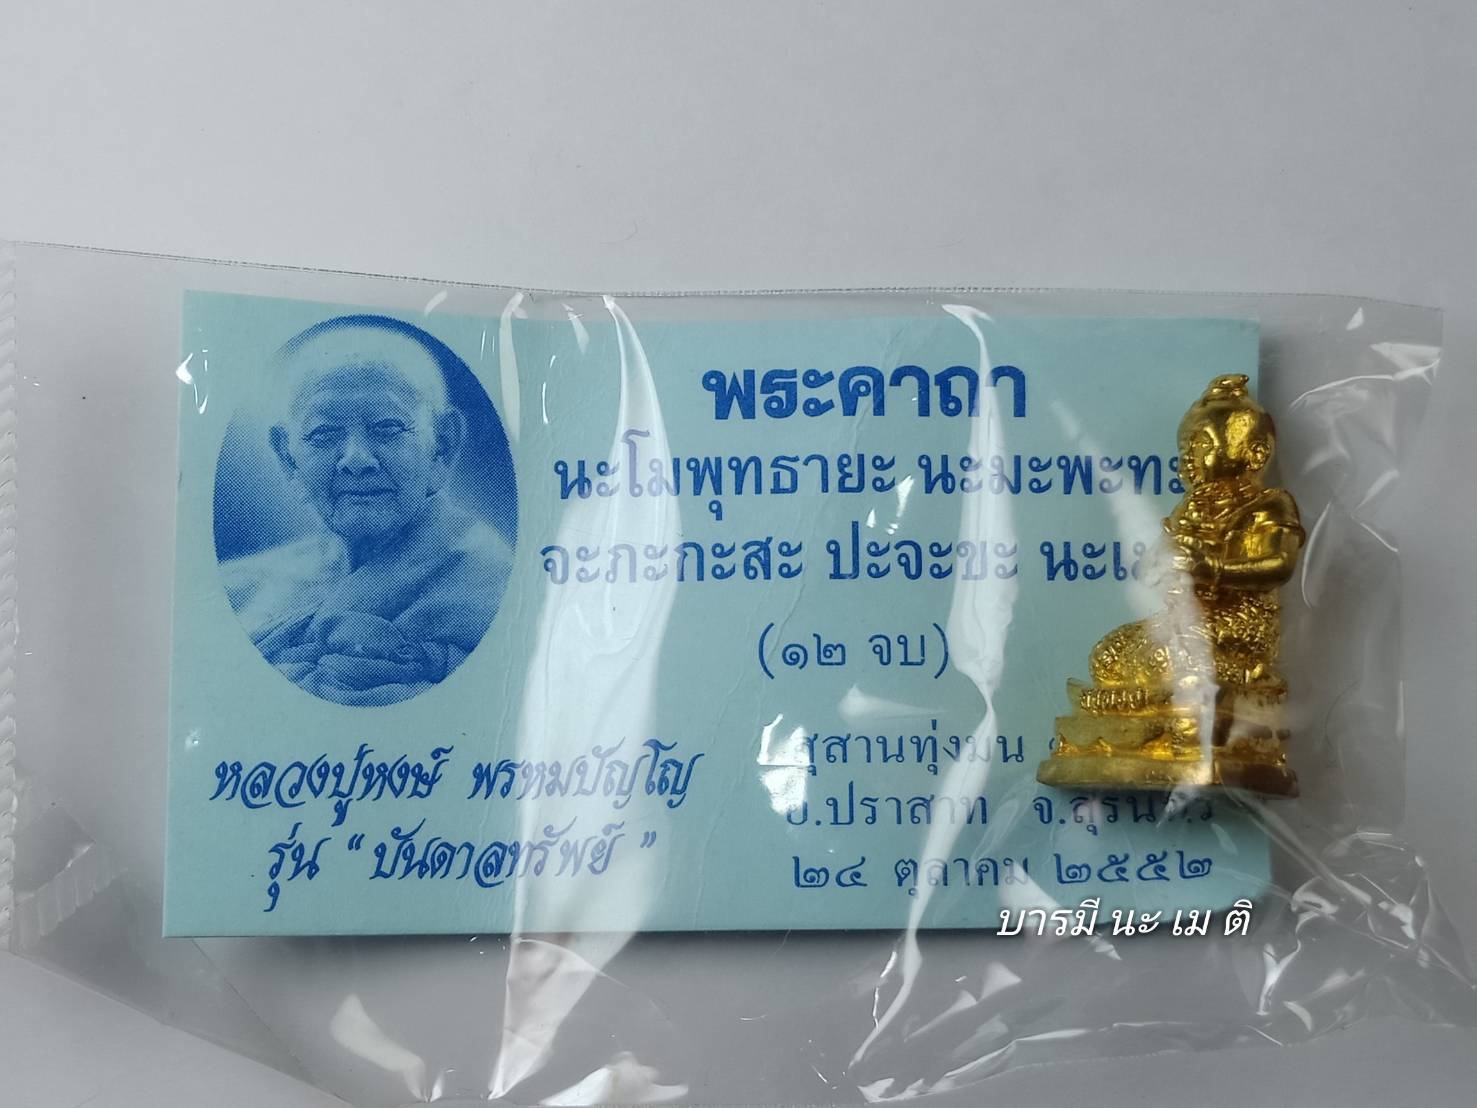 พระคาถา
นะโมพุทธายะ นะมะพะทะ
จะภะกะสะ ปะจะขะ
(๑๒ จบ)
หลวงปู่หงษ์ พรหมปัญโญ
รุ่น "บันดาลทรัพย์"
สุสานทุ่งมน
อ.ปราสาท จ.สุรินทร์
๒๔ ตุลาคม ๒๕๕๒
บารมี นะ เม ติ